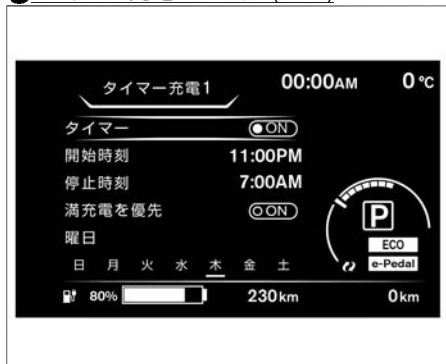 タイマー充電1 00:00AM 0℃
タイマー ON
開始時刻 11:00PM
停止時刻 7:00AM
満充電を優先 ON
曜日
日 月 火 水 木 金 土
P
ECO
e-Pedal
80% 230km 0km